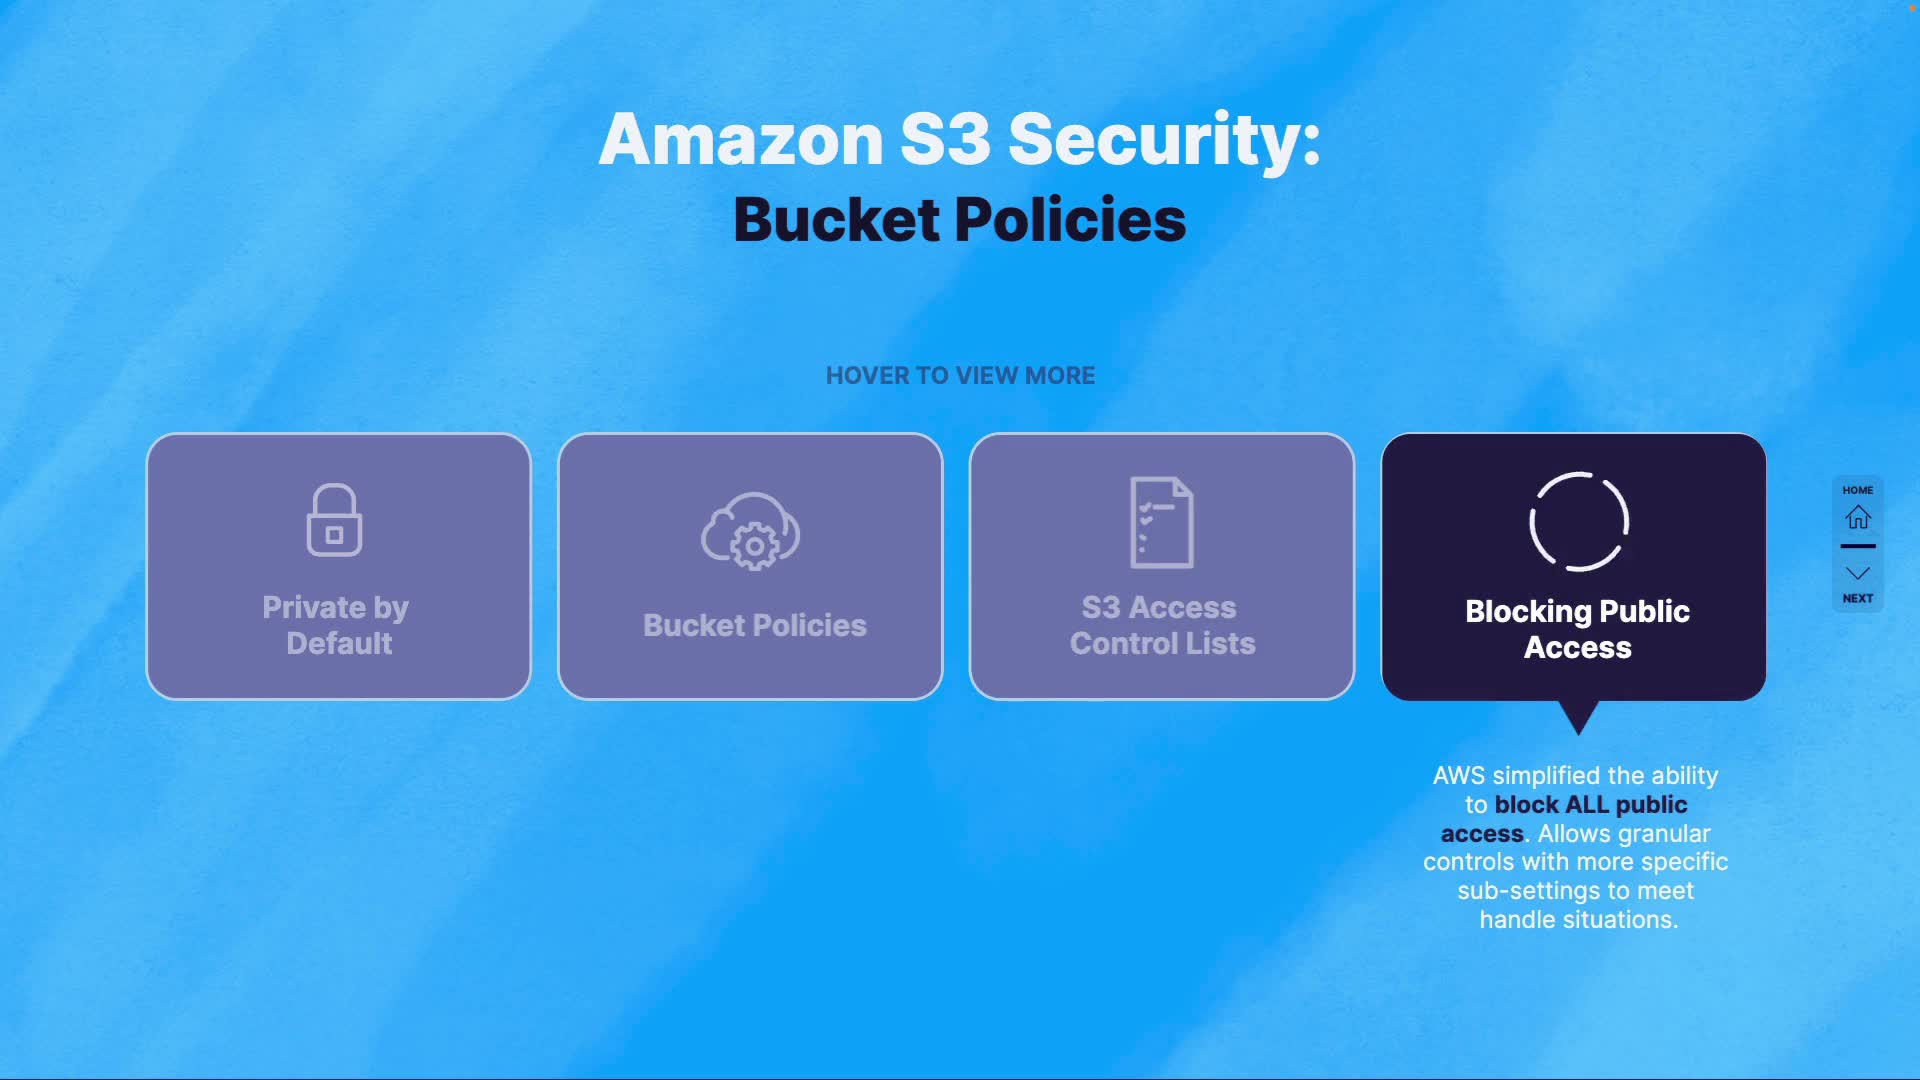 Amazon S3 Security:
Bucket Policies
HOVER TO VIEW MORE
Private by
Default
Bucket Policies
S3 Access
Control Lists
Blocking Public
Access
AWS simplified the ability
to block ALL public
access. Allows granular
controls with more specific
sub-settings to meet
handle situations.
HOME
NEXT